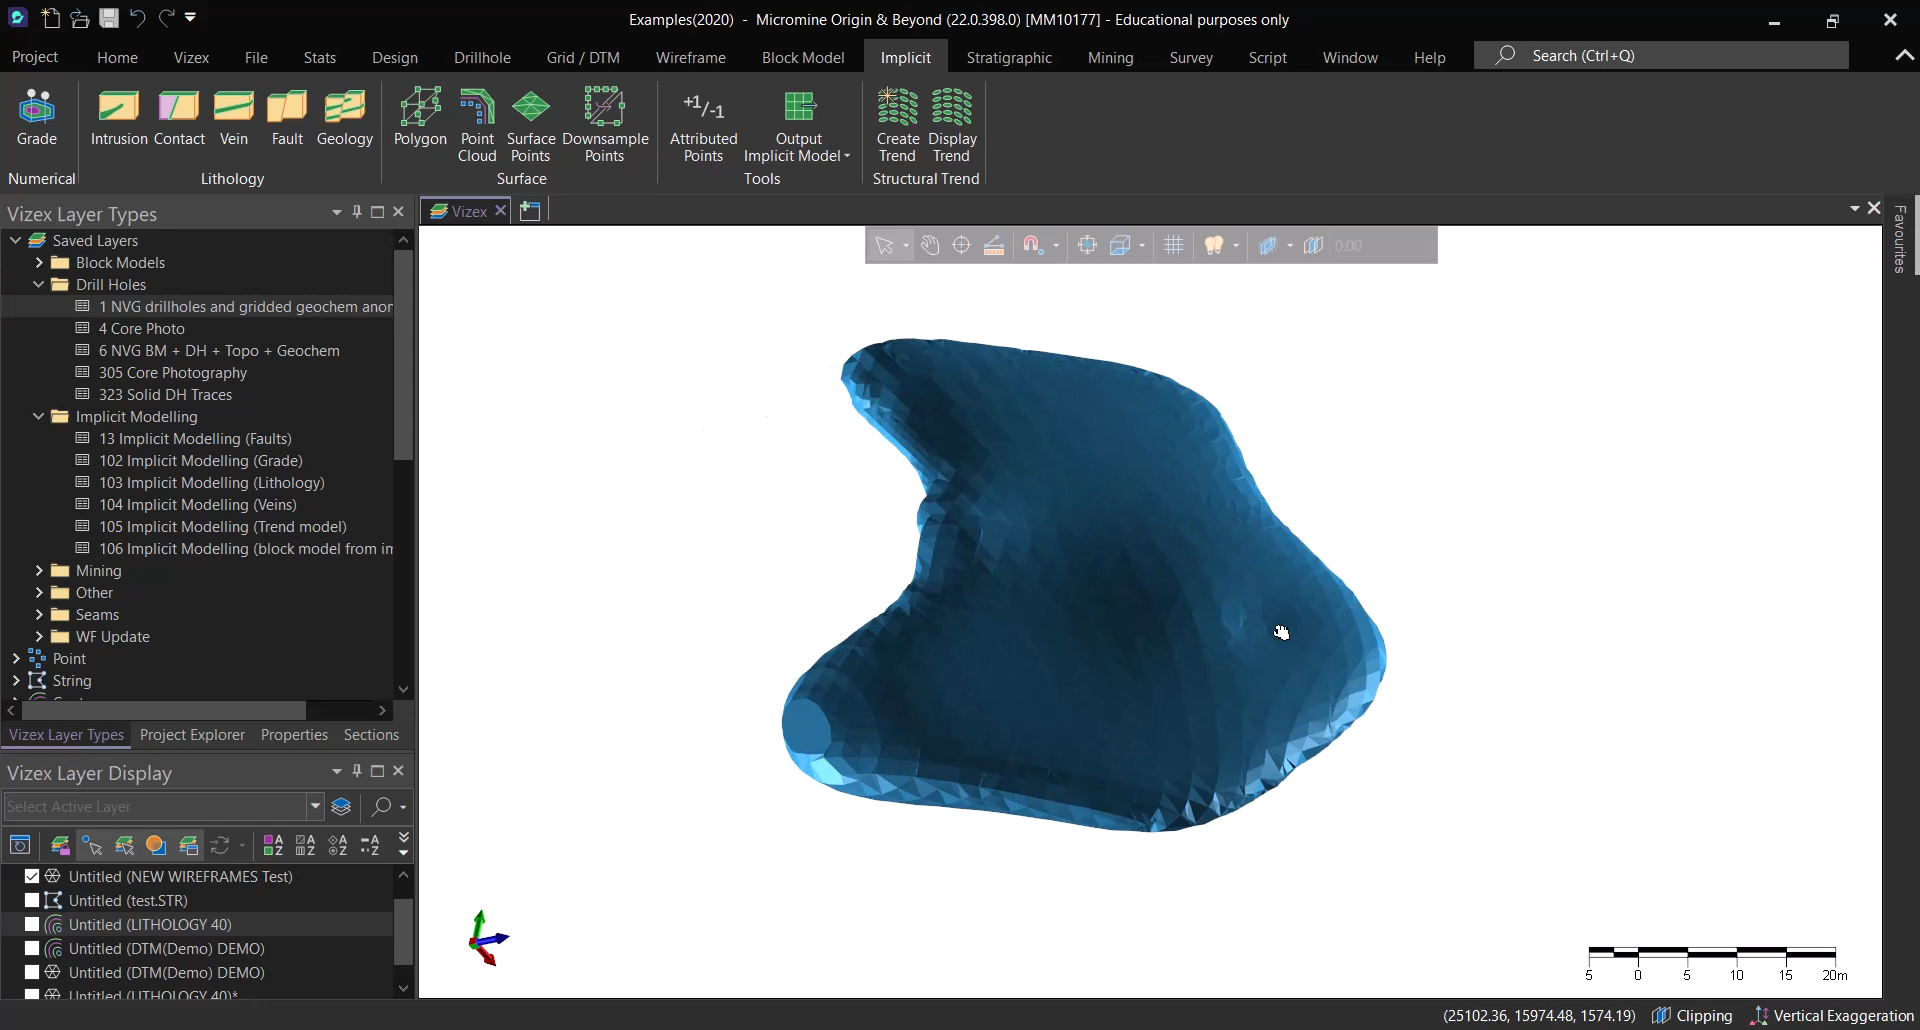 Examples(2020) - Micromine Origin & Beyond (22.0.398.0) [MM10177] - Educational purposes only
Project Home Vizex File Stats Design Drillhole Grid / DTM Wireframe Block Model Implicit Stratigraphic Mining Survey Script Window Help Search (Ctrl+Q)
+1/-1
Grade Intrusion Contact Vein Fault Geology Polygon Point Cloud Surface Points Downsample Points Attributed Points Output Implicit Model Create Trend Display Trend
Numerical Lithology Surface Tools Structural Trend
Vizex Layer Types
Vizex
Favourites
Saved Layers
Block Models
Drill Holes
1 NVG drillholes and gridded geochem anor
4 Core Photo
6 NVG BM + DH + Topo + Geochem
305 Core Photography
323 Solid DH Traces
Implicit Modelling
13 Implicit Modelling (Faults)
102 Implicit Modelling (Grade)
103 Implicit Modelling (Lithology)
104 Implicit Modelling (Veins)
105 Implicit Modelling (Trend model)
106 Implicit Modelling (block model from in
Mining
Other
Seams
WF Update
Point
String
0.00
Vizex Layer Types Project Explorer Properties Sections
Vizex Layer Display
Select Active Layer
Untitled (NEW WIREFRAMES Test)
Untitled (test.STR)
Untitled (LITHOLOGY 40)
Untitled (DTM(Demo) DEMO)
Untitled (DTM(Demo) DEMO)
Untitled (LITHOLOGY 40)*
5 0 5 10 15 20m
(25102.36, 15974.48, 1574.19) Clipping Vertical Exaggeration